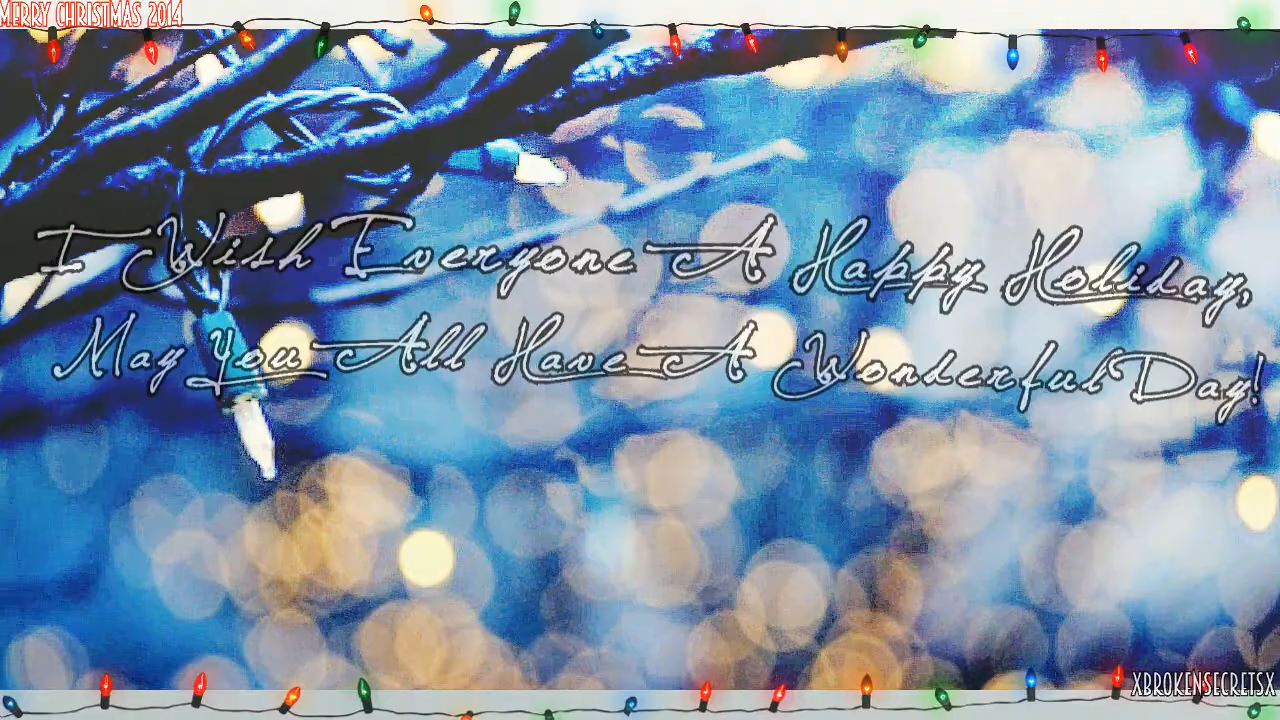 Merry christmas 2014
I Wish Everyone A Happy Holiday,
May You All Have A Wonderful Day!
XBROKENSECRETSX